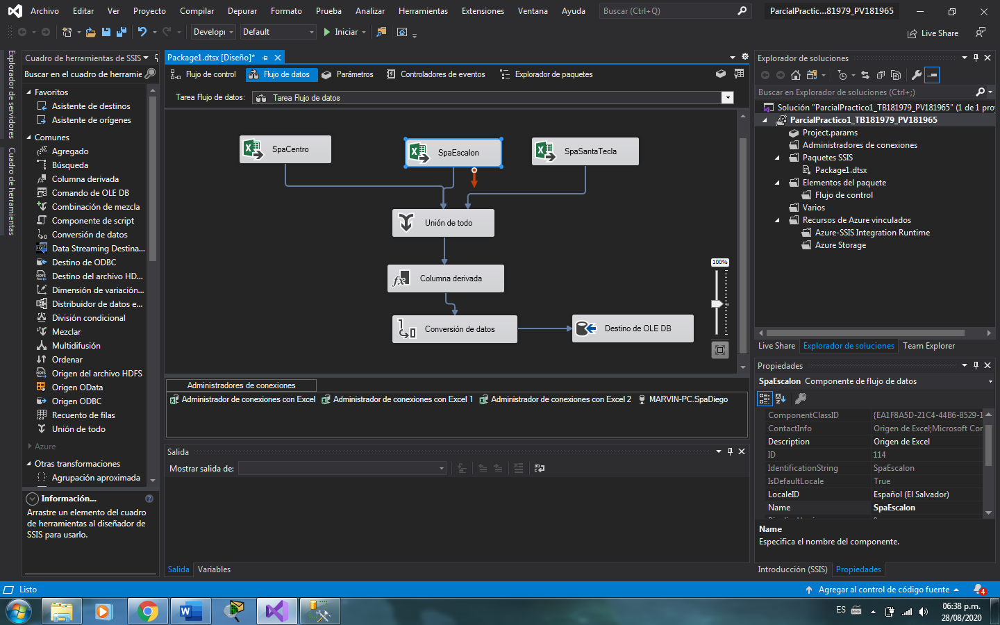 Archivo Editar Ver Proyecto Compilar Depurar Formato Prueba Analizar Herramientas Extensiones Ventana Ayuda Buscar (Ctrl+Q) ParcialPractic...81979_PV181965
Developi Default Iniciar Live Share
Explorador de servidores
Cuadro de herramientas
Cuadro de herramientas de SSIS
Buscar en el cuadro de herramie
Favoritos
Asistente de destinos
Asistente de orígenes
Comunes
Agregado
Búsqueda
Columna derivada
Comando de OLE DB
Combinación de mezcla
Componente de script
Conversión de datos
Data Streaming Destina...
Destino de ODBC
Destino del archivo HD...
Dimensión de variación...
Distribuidor de datos e...
División condicional
Mezclar
Multidifusión
Ordenar
Origen del archivo HDFS
Origen OData
Origen ODBC
Recuento de filas
Unión de todo
Azure
Otras transformaciones
Agrupación aproximada
Información...
Arrastre un elemento del cuadro
de herramientas al diseñador de
SSIS para usarlo.
Package1.dtsx [Diseño]*
Flujo de control Flujo de datos Parámetros Controladores de eventos Explorador de paquetes
Tarea Flujo de datos: Tarea Flujo de datos
SpaCentro
SpaEscalon
SpaSantaTecla
Unión de todo
Columna derivada
Conversión de datos
Destino de OLE DB
100%
Administradores de conexiones
Administrador de conexiones con Excel Administrador de conexiones con Excel 1 Administrador de conexiones con Excel 2 MARVIN-PC.SpaDiego
Salida
Mostrar salida de:
Salida Variables
Explorador de soluciones
Buscar en Explorador de soluciones (Ctrl+;)
Solución "ParcialPractico1_TB181979_PV181965" (1 de 1 pro
ParcialPractico1_TB181979_PV181965
Project.params
Administradores de conexiones
Paquetes SSIS
Package1.dtsx
Elementos del paquete
Flujo de control
Varios
Recursos de Azure vinculados
Azure-SSIS Integration Runtime
Azure Storage
Live Share Explorador de soluciones Team Explorer
Propiedades
SpaEscalon Componente de flujo de datos
ComponentClassID {EA1F8A5D-21C4-44B6-8529-1
ContactInfo Origen de Excel;Microsoft Cor
Description Origen de Excel
ID 114
IdentificationString SpaEscalon
IsDefaultLocale True
LocaleID Español (El Salvador)
Name SpaEscalon
Name
Especifica el nombre del componente.
Introducción (SSIS) Propiedades
Listo Agregar al control de código fuente 4
ES 06:38 p.m.
28/08/2020